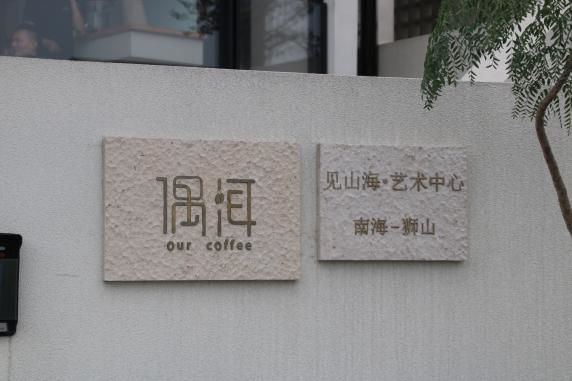 偶洱
our coffee
见山海·艺术中心
南海-狮山